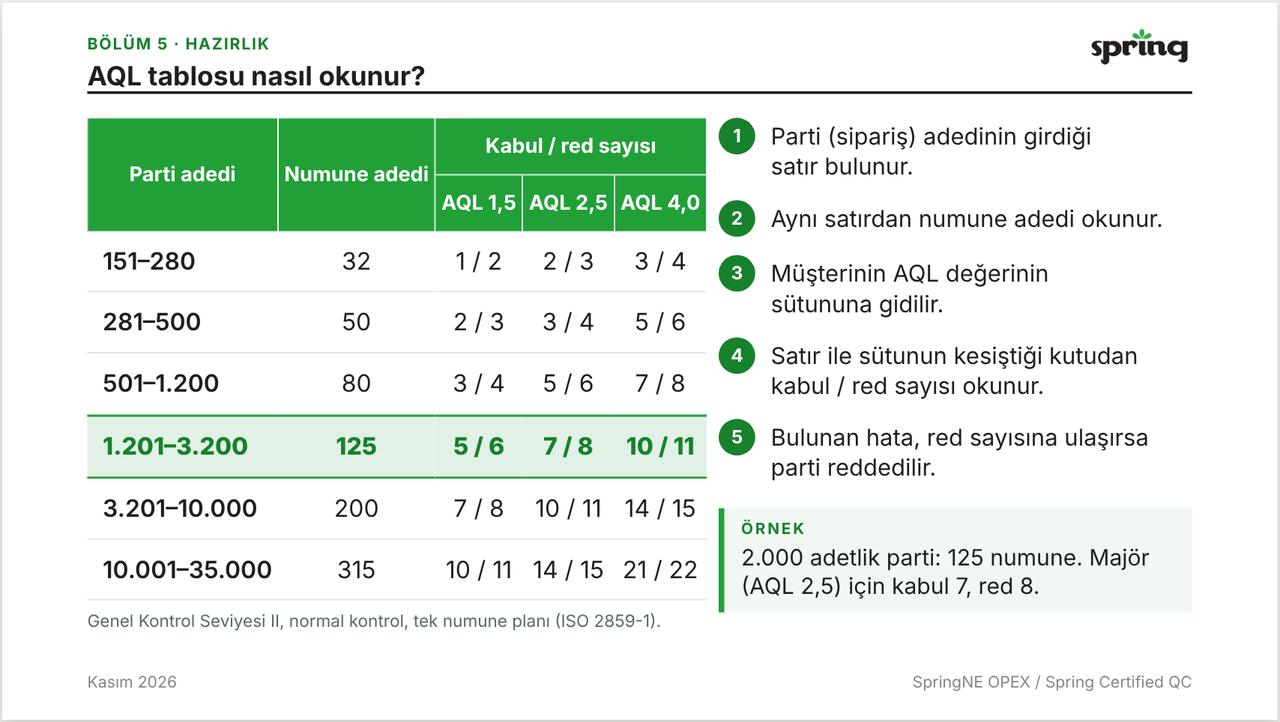 BÖLÜM 5 · HAZIRLIK
spring
AQL tablosu nasıl okunur?
Parti adedi
Numune adedi
Kabul / red sayısı
AQL 1,5 AQL 2,5 AQL 4,0
151–280 32 1 / 2 2 / 3 3 / 4
281–500 50 2 / 3 3 / 4 5 / 6
501–1.200 80 3 / 4 5 / 6 7 / 8
1.201–3.200 125 5 / 6 7 / 8 10 / 11
3.201–10.000 200 7 / 8 10 / 11 14 / 15
10.001–35.000 315 10 / 11 14 / 15 21 / 22
Genel Kontrol Seviyesi II, normal kontrol, tek numune planı (ISO 2859-1).
1 Parti (sipariş) adedinin girdiği
satır bulunur.
2 Aynı satırdan numune adedi okunur.
3 Müşterinin AQL değerinin
sütununa gidilir.
4 Satır ile sütunun kesiştiği kutudan
kabul / red sayısı okunur.
5 Bulunan hata, red sayısına ulaşırsa
parti reddedilir.
ÖRNEK
2.000 adetlik parti: 125 numune. Majör
(AQL 2,5) için kabul 7, red 8.
Kasım 2026
SpringNE OPEX / Spring Certified QC